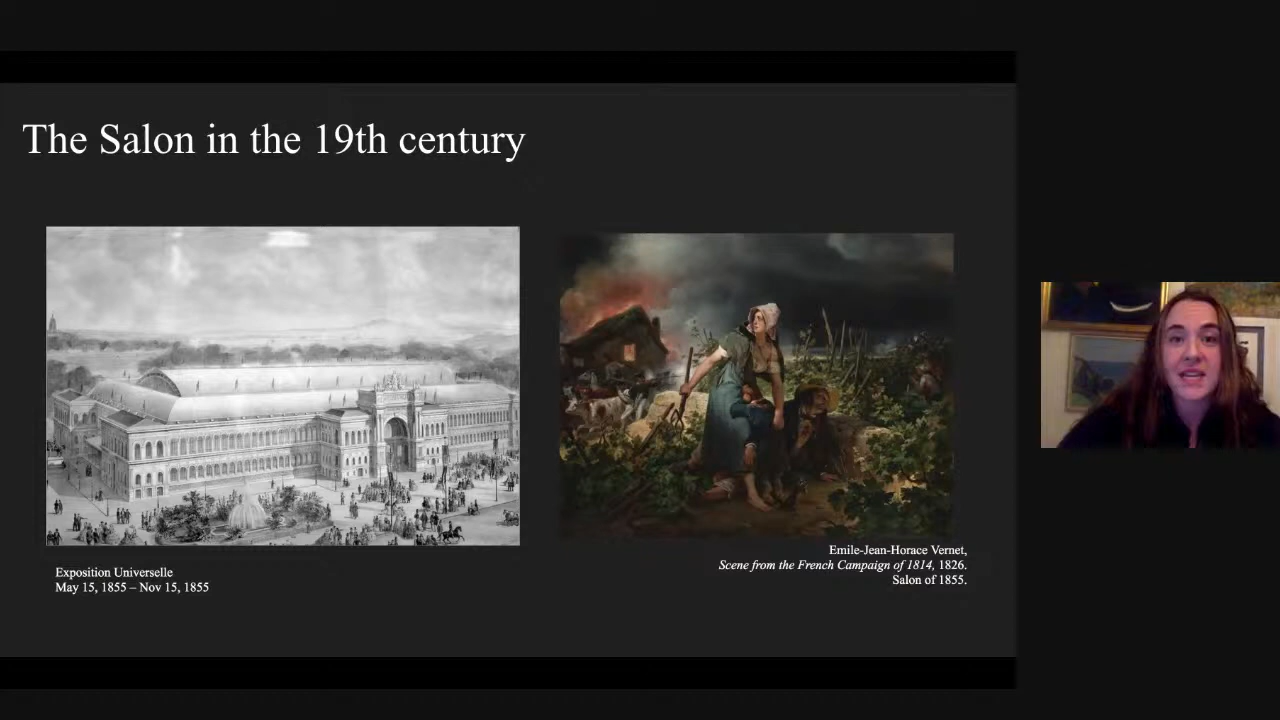 The Salon in the 19th century
Exposition Universelle
May 15, 1855 – Nov 15, 1855
Emile-Jean-Horace Vernet,
Scene from the French Campaign of 1814, 1826.
Salon of 1855.